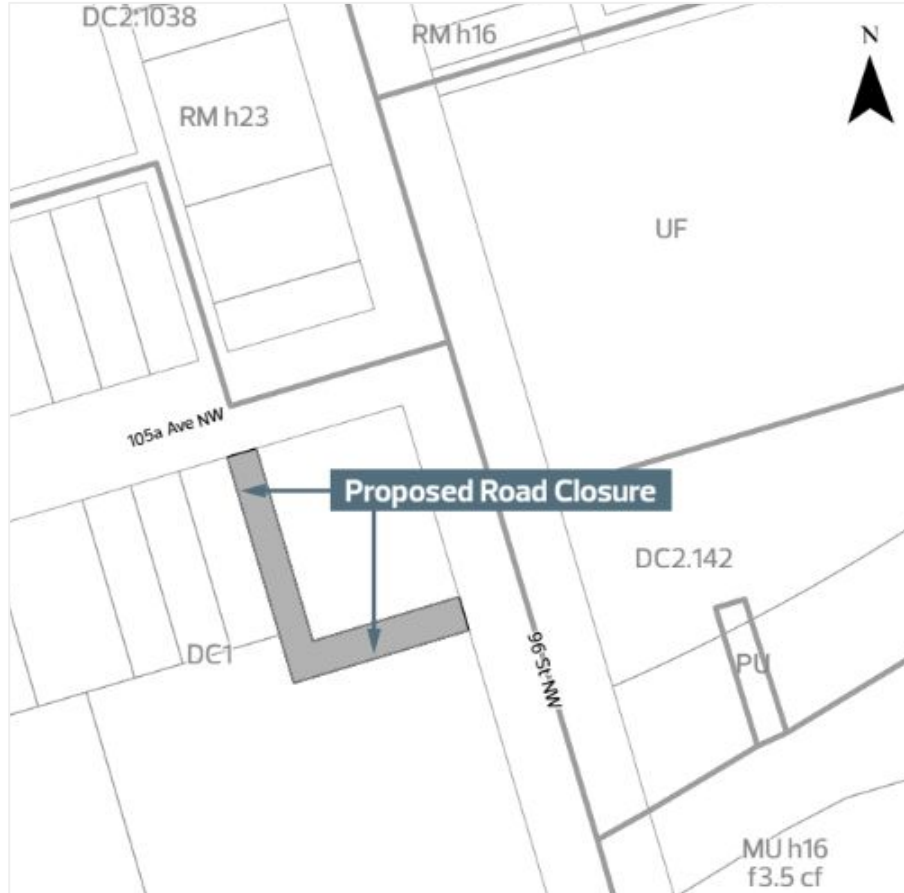 DC2.1038
RM h16
N
RM h23
UF
105a Ave NW
Proposed Road Closure
DC2.142
DC1
96 St NW
PU
MU h16
f3.5 cf